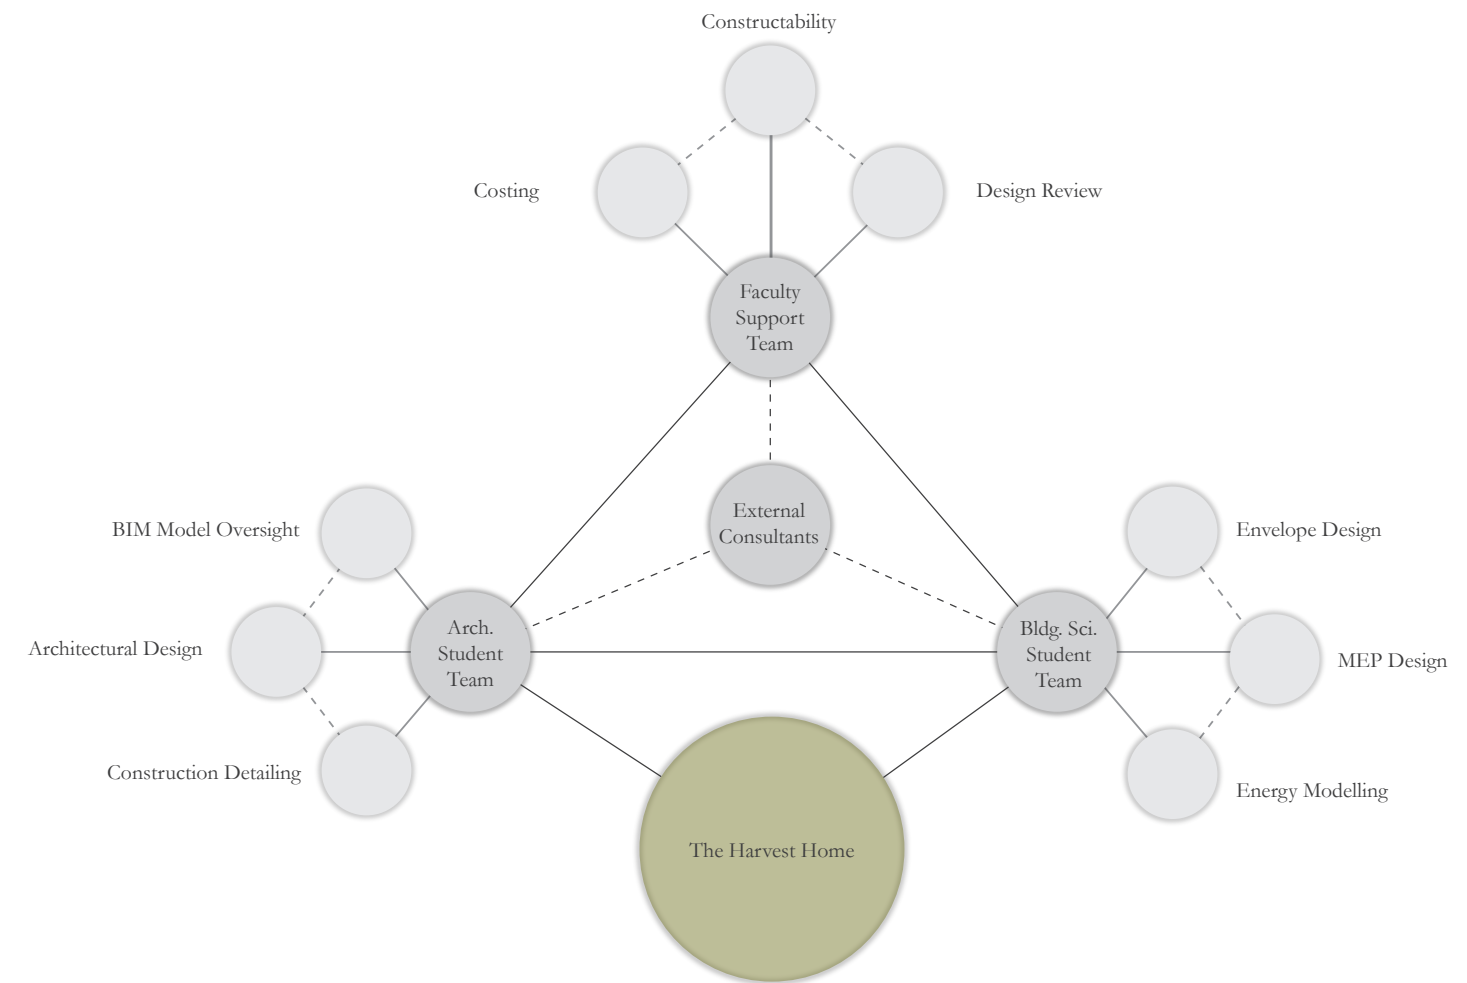 Constructability
Costing
Design Review
Faculty
Support
Team
External
Consultants
BIM Model Oversight
Envelope Design
Arch.
Student
Team
Bldg. Sci.
Student
Team
Architectural Design
MEP Design
Construction Detailing
Energy Modelling
The Harvest Home